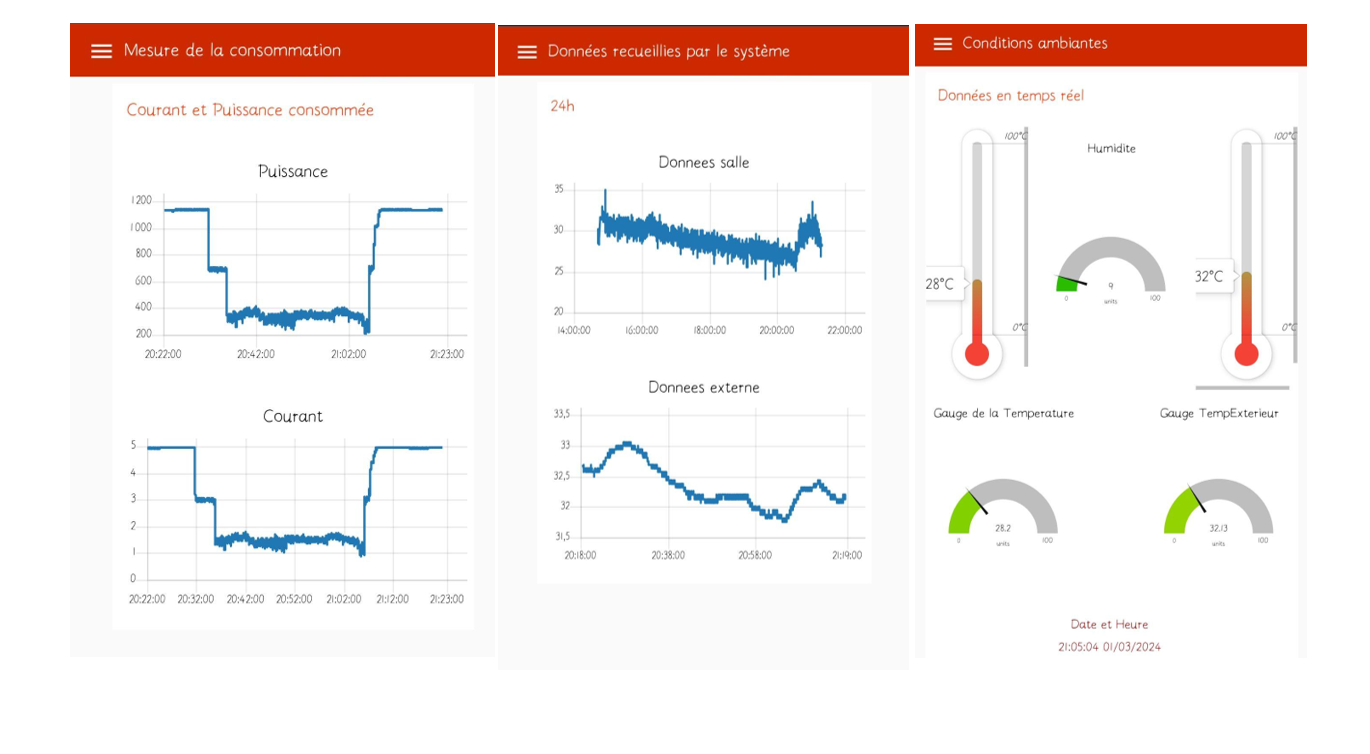 Mesure de la consommation
Courant et Puissance consommée
Puissance
1200
1000
800
600
400
200
20:22:00 20:42:00 21:02:00 21:23:00
Courant
5
4
3
2
1
0
20:22:00 20:32:00 20:42:00 20:52:00 21:02:00 21:12:00 21:23:00
Données recueillies par le système
24h
Donnees salle
35
30
25
20
14:00:00 16:00:00 18:00:00 20:00:00 22:00:00
Donnees externe
33,5
33
32,5
32
31,5
20:18:00 20:38:00 20:58:00 21:19:00
Conditions ambiantes
Données en temps réel
100°C
Humidite
100°C
28°C
9
0 units 100
32°C
0°C
0°C
Gauge de la Temperature
Gauge TempExterieur
28.2
0 units 100
32.13
0 units 100
Date et Heure
21:05:04 01/03/2024